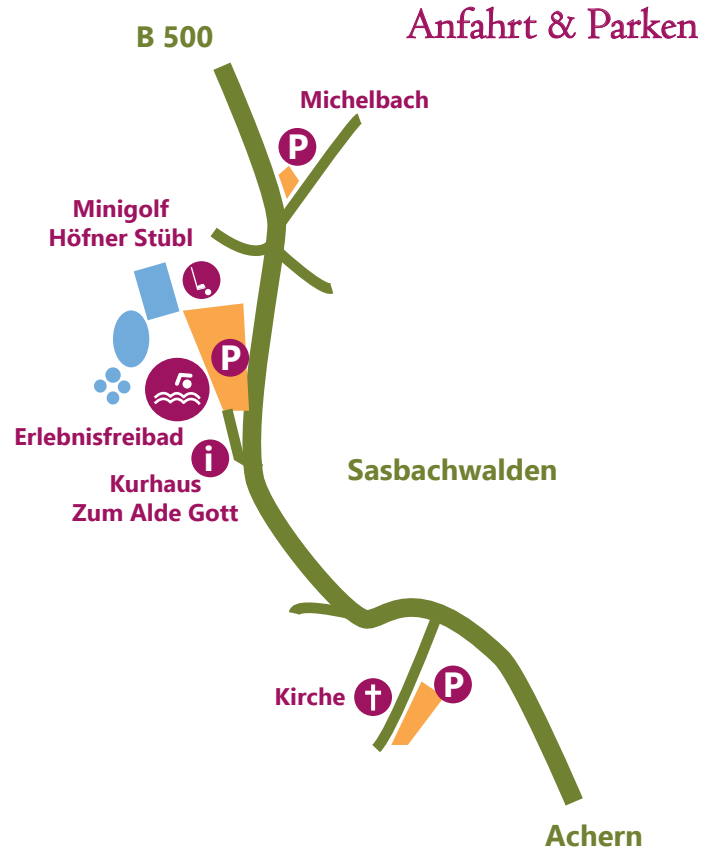 Anfahrt & Parken
B 500
Michelbach
P
Minigolf
Höfner Stübl
P
Erlebnisfreibad
i
Kurhaus
Zum Alde Gott
Sasbachwalden
Kirche
P
Achern